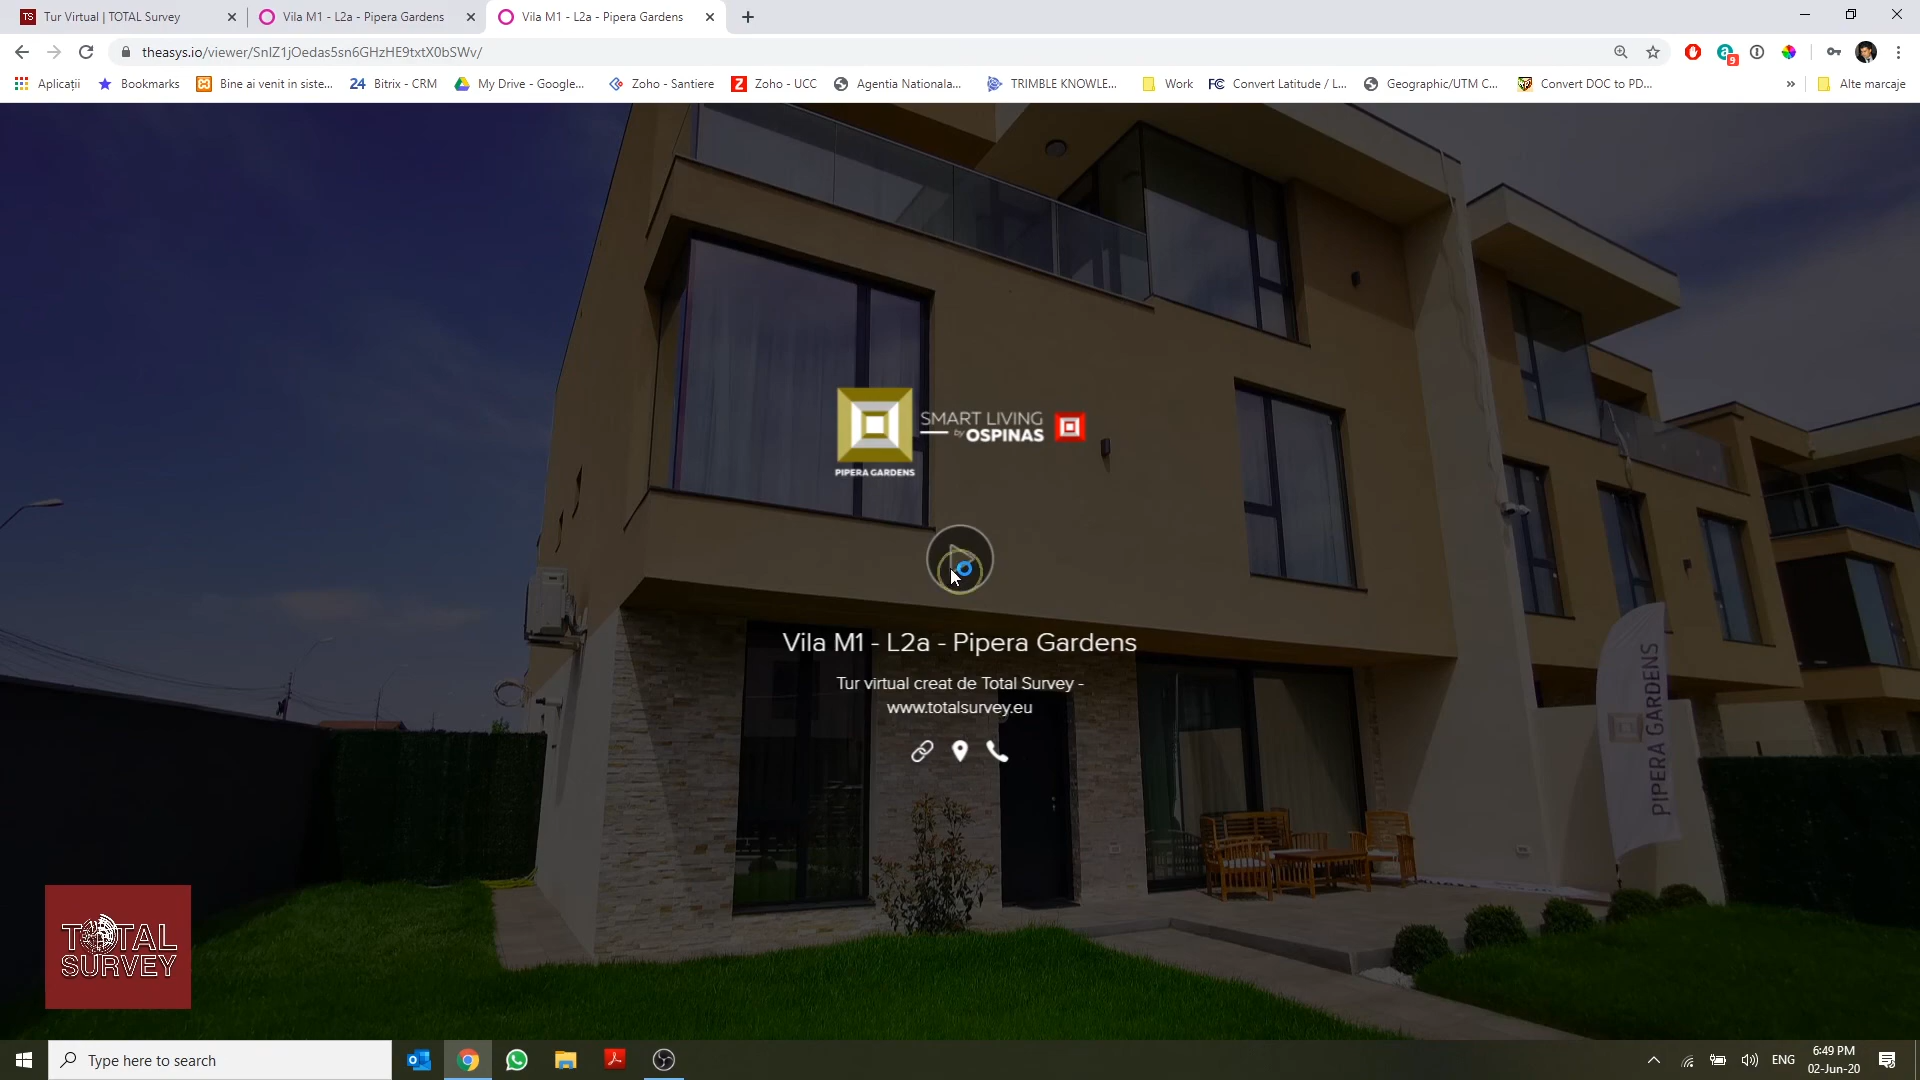 TS Tur Virtual | TOTAL Survey
Vila M1 - L2a - Pipera Gardens
Vila M1 - L2a - Pipera Gardens
theasys.io/viewer/SnIZ1jOedas5sn6GHzHE9txtX0bSWv/
9
Aplicații
Bookmarks
Bine ai venit in siste...
24 Bitrix - CRM
My Drive - Google...
Zoho - Santiere
Z Zoho - UCC
Agentia Nationala...
TRIMBLE KNOWLE...
Work
FC Convert Latitude / L...
Geographic/UTM C...
Convert DOC to PD...
»
Alte marcaje
SMART LIVING
by OSPINAS
PIPERA GARDENS
Vila M1 - L2a - Pipera Gardens
Tur virtual creat de Total Survey -
www.totalsurvey.eu
PIPERA GARDENS
TOTAL
SURVEY
Type here to search
ENG
6:49 PM
02-Jun-20